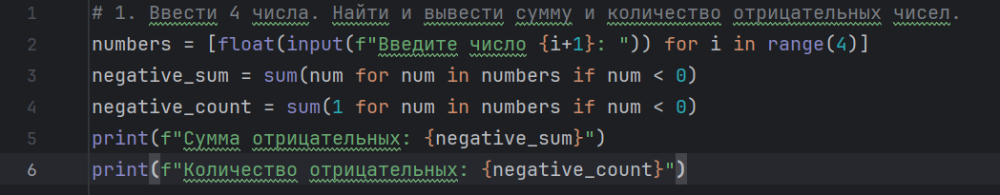 1 # 1. Ввести 4 числа. Найти и вывести сумму и количество отрицательных чисел.
2 numbers = [float(input(f"Введите число {i+1}: ")) for i in range(4)]
3 negative_sum = sum(num for num in numbers if num < 0)
4 negative_count = sum(1 for num in numbers if num < 0)
5 print(f"Сумма отрицательных: {negative_sum}")
6 print(f"Количество отрицательных: {negative_count}")